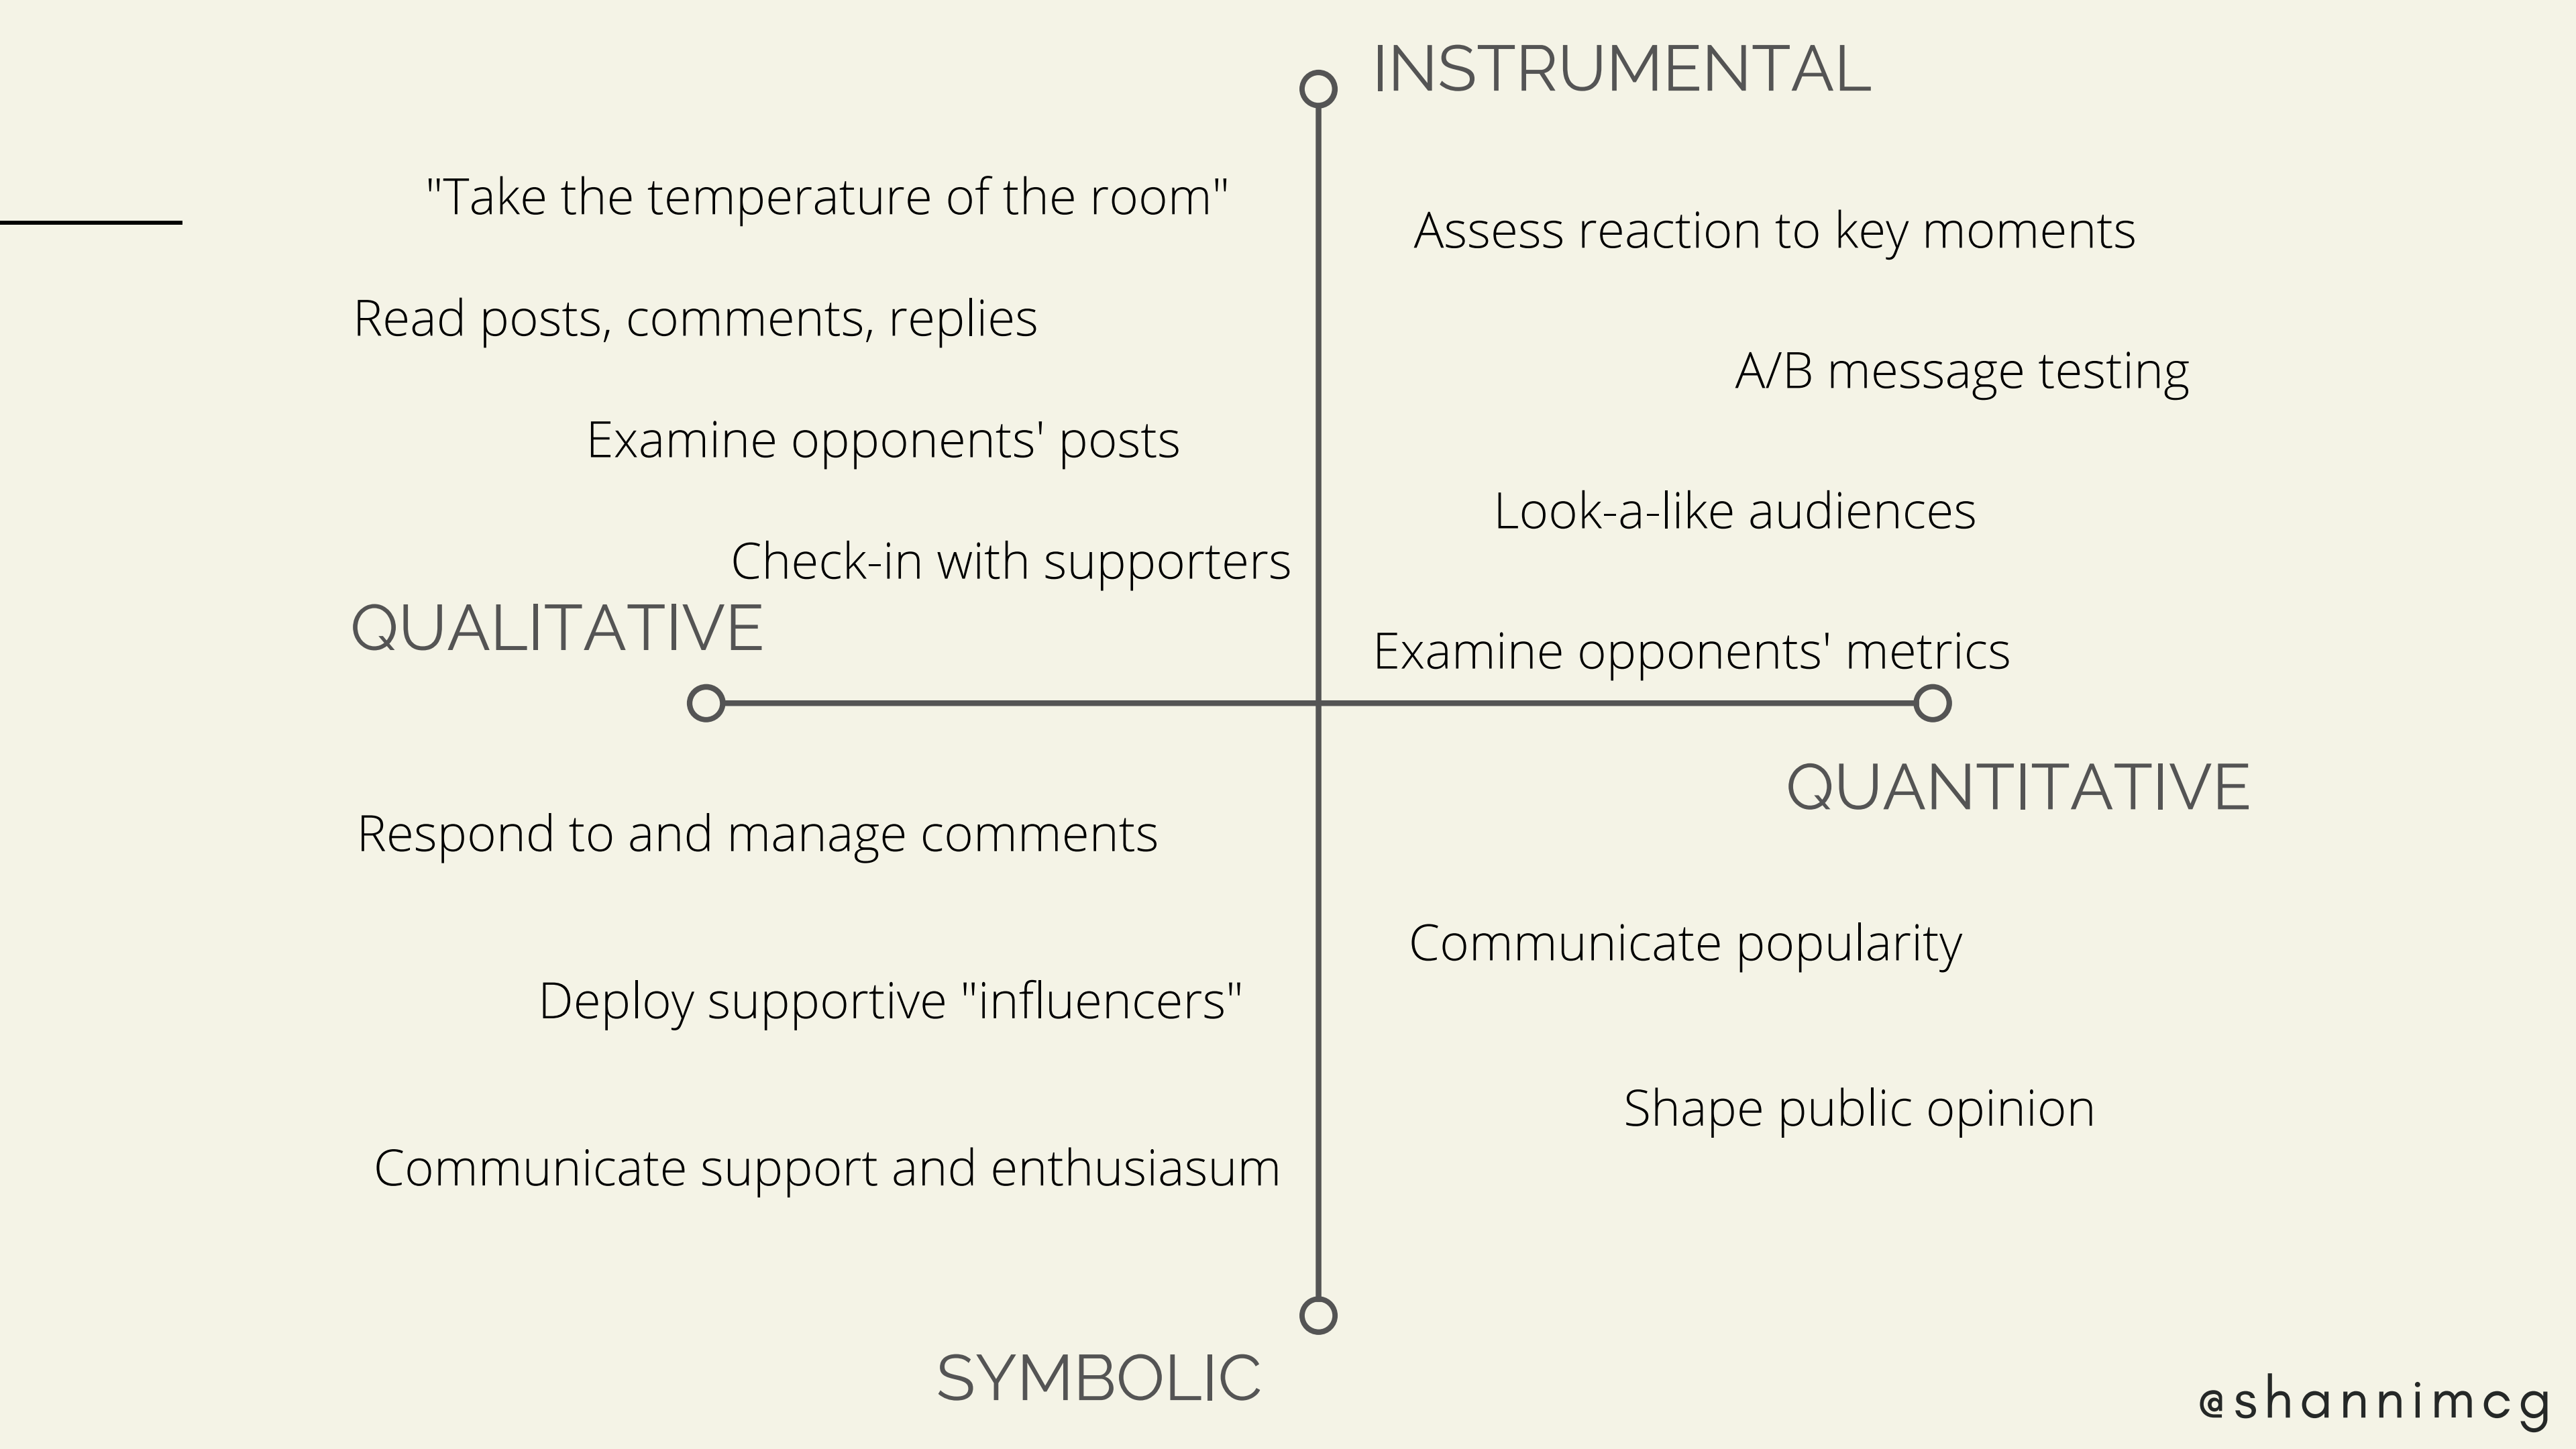 INSTRUMENTAL
"Take the temperature of the room"
Read posts, comments, replies
Examine opponents' posts
Check-in with supporters
Assess reaction to key moments
A/B message testing
Look-a-like audiences
Examine opponents' metrics
QUALITATIVE
QUANTITATIVE
Respond to and manage comments
Deploy supportive "influencers"
Communicate support and enthusiasum
Communicate popularity
Shape public opinion
SYMBOLIC
@shannimcg